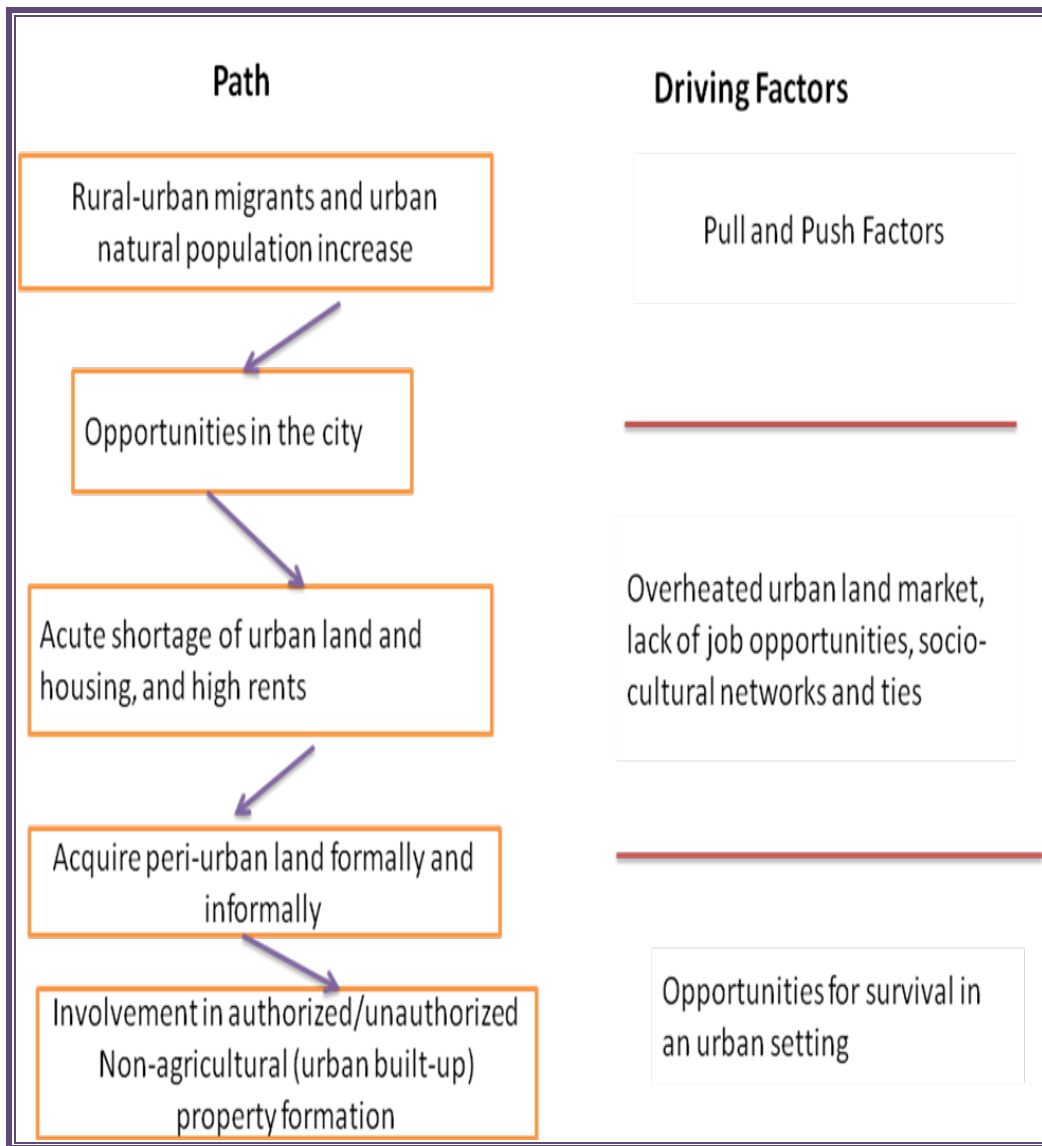 Path
Driving Factors
Rural-urban migrants and urban
natural population increase
Pull and Push Factors
Opportunities in the city
Acute shortage of urban land and
housing, and high rents
Overheated urban land market,
lack of job opportunities, socio-
cultural networks and ties
Acquire peri-urban land formally and
informally
Involvement in authorized/unauthorized
Non-agricultural (urban built-up)
property formation
Opportunities for survival in
an urban setting